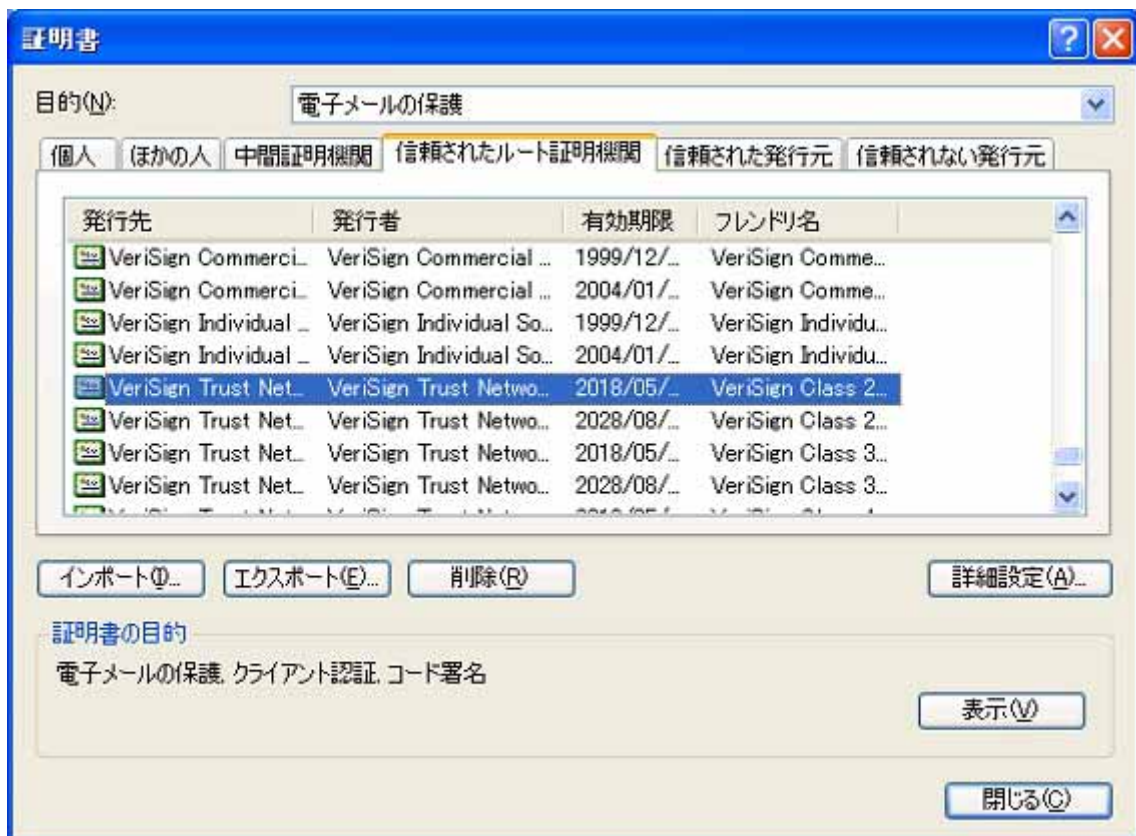 証明書
目的(N): 電子メールの保護
個人 ほかの人 中間証明機関 信頼されたルート証明機関 信頼された発行元 信頼されない発行元
発行先 発行者 有効期限 フレンドリ名
VeriSign Commerci... VeriSign Commercial ... 1999/12/... VeriSign Comme...
VeriSign Commerci... VeriSign Commercial ... 2004/01/... VeriSign Comme...
VeriSign Individual ... VeriSign Individual So... 1999/12/... VeriSign Individu...
VeriSign Individual ... VeriSign Individual So... 2004/01/... VeriSign Individu...
VeriSign Trust Net... VeriSign Trust Netwo... 2018/05/... VeriSign Class 2...
VeriSign Trust Net... VeriSign Trust Netwo... 2028/08/... VeriSign Class 2...
VeriSign Trust Net... VeriSign Trust Netwo... 2018/05/... VeriSign Class 3...
VeriSign Trust Net... VeriSign Trust Netwo... 2028/08/... VeriSign Class 3...
インポート(I)... エクスポート(E)... 削除(R) 詳細設定(A)...
証明書の目的
電子メールの保護, クライアント認証, コード署名
表示(V)
閉じる(C)